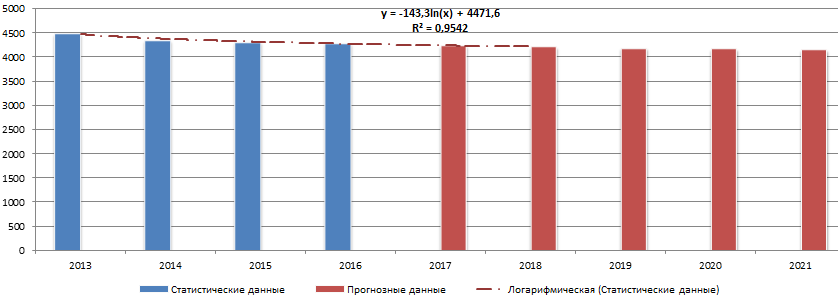 y = -143,3ln(x) + 4471,6
R² = 0,9542
5000
4500
4000
3500
3000
2500
2000
1500
1000
500
0
2013 2014 2015 2016 2017 2018 2019 2020 2021
Статистические данные Прогнозные данные Логарифмическая (Статистические данные)